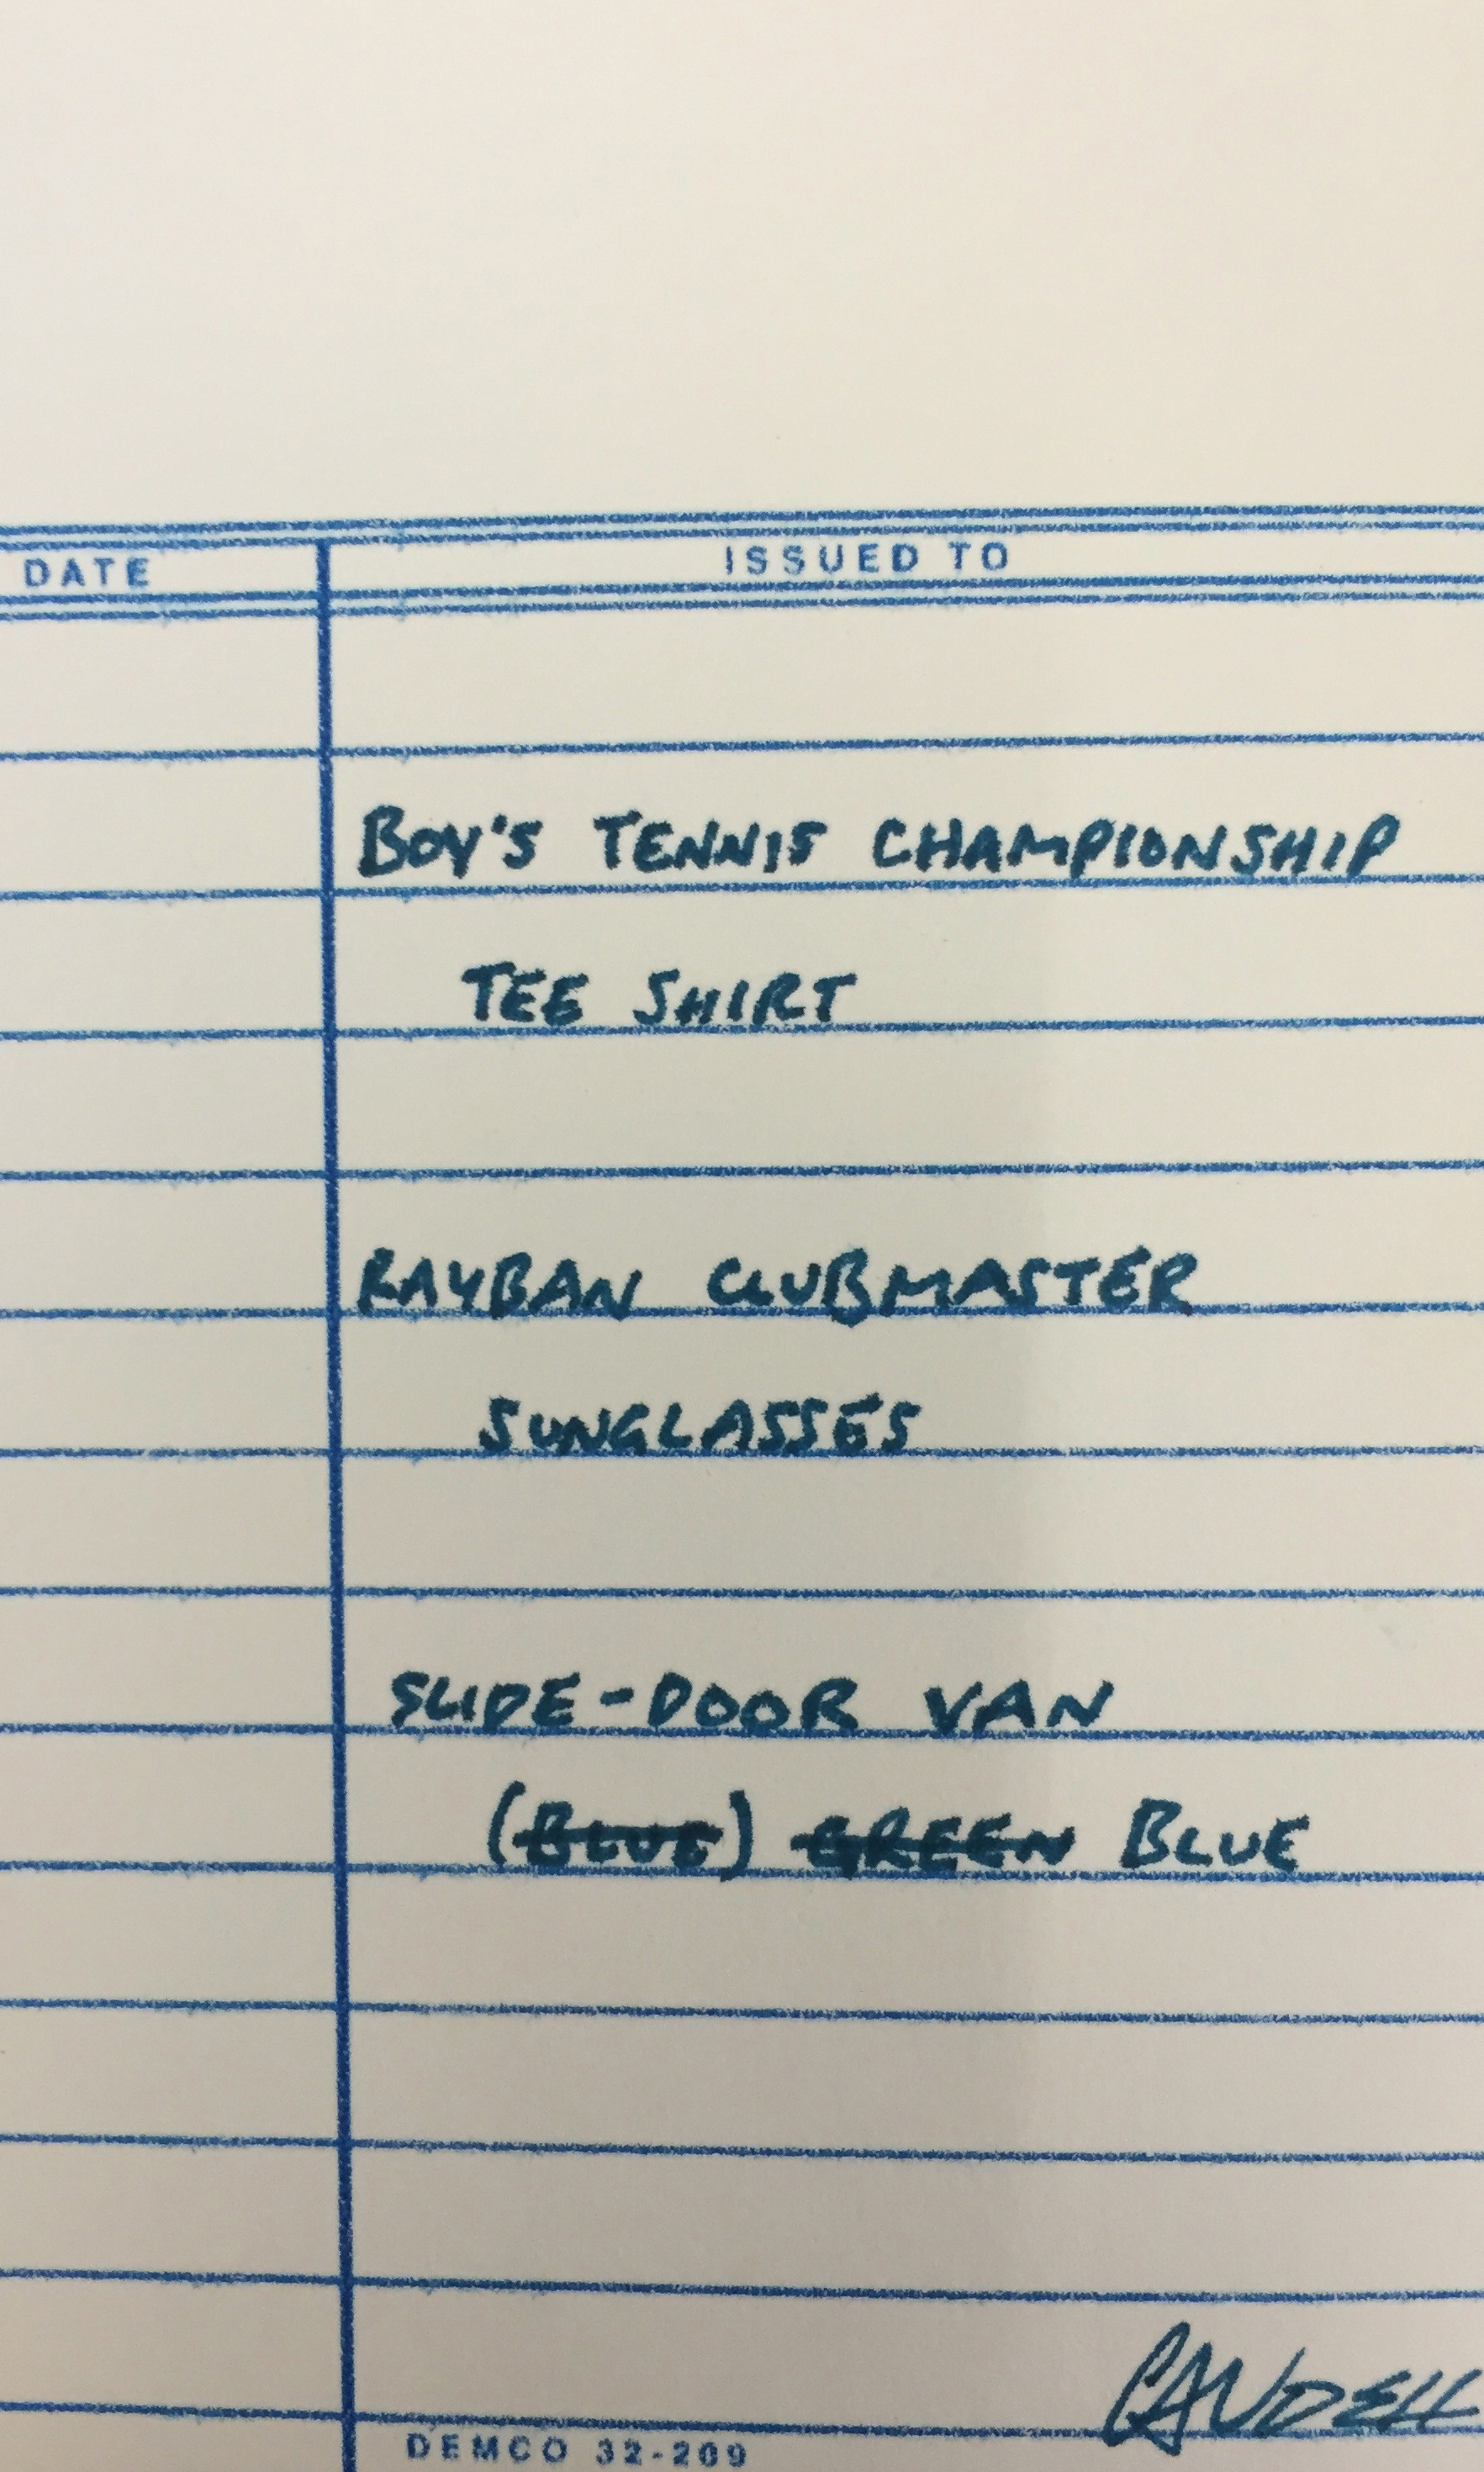 DATE ISSUED TO
BOY'S TENNIS CHAMPIONSHIP
TEE SHIRT
RAYBAN CLUBMASTER
SUNGLASSES
SLIDE-DOOR VAN
(BLUE) GREEN BLUE
CAUDELL
DEMCO 32-209